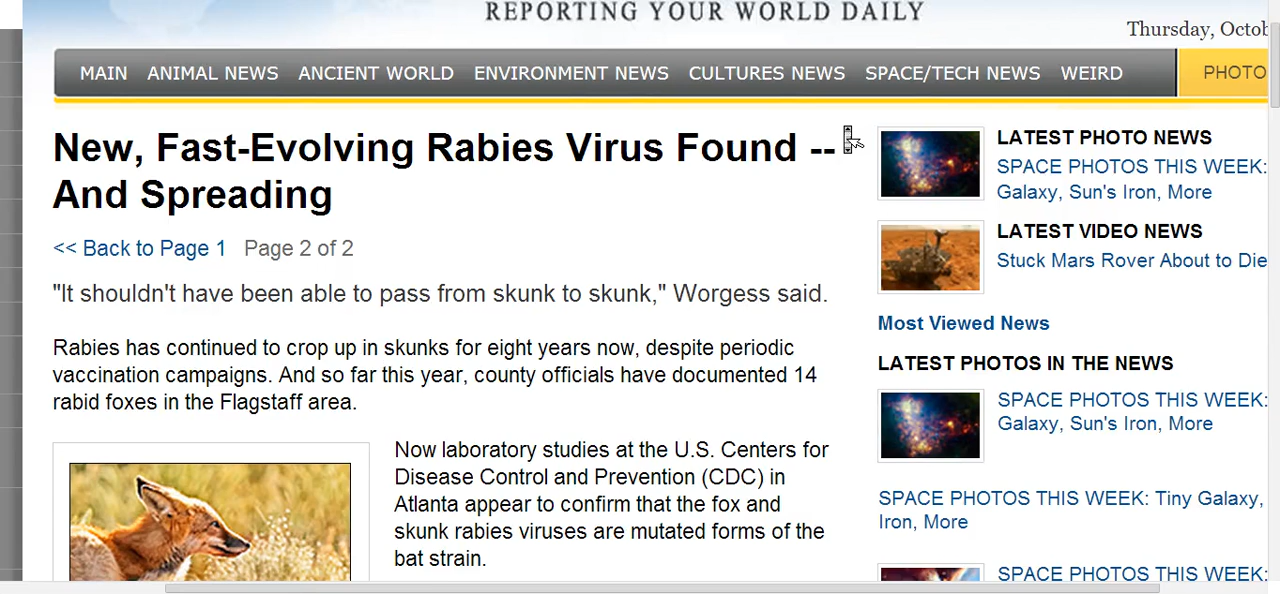 REPORTING YOUR WORLD DAILY
Thursday,
MAIN ANIMAL NEWS ANCIENT WORLD ENVIRONMENT NEWS CULTURES NEWS SPACE/TECH NEWS WEIRD PHOTO
New, Fast-Evolving Rabies Virus Found --
And Spreading
<< Back to Page 1 Page 2 of 2
"It shouldn't have been able to pass from skunk to skunk," Worgess said.
Rabies has continued to crop up in skunks for eight years now, despite periodic
vaccination campaigns. And so far this year, county officials have documented 14
rabid foxes in the Flagstaff area.
Now laboratory studies at the U.S. Centers for
Disease Control and Prevention (CDC) in
Atlanta appear to confirm that the fox and
skunk rabies viruses are mutated forms of the
bat strain.
LATEST PHOTO NEWS
SPACE PHOTOS THIS WEEK:
Galaxy, Sun's Iron, More
LATEST VIDEO NEWS
Stuck Mars Rover About to Die
Most Viewed News
LATEST PHOTOS IN THE NEWS
SPACE PHOTOS THIS WEEK:
Galaxy, Sun's Iron, More
SPACE PHOTOS THIS WEEK: Tiny Galaxy,
Iron, More
SPACE PHOTOS THIS WEEK: